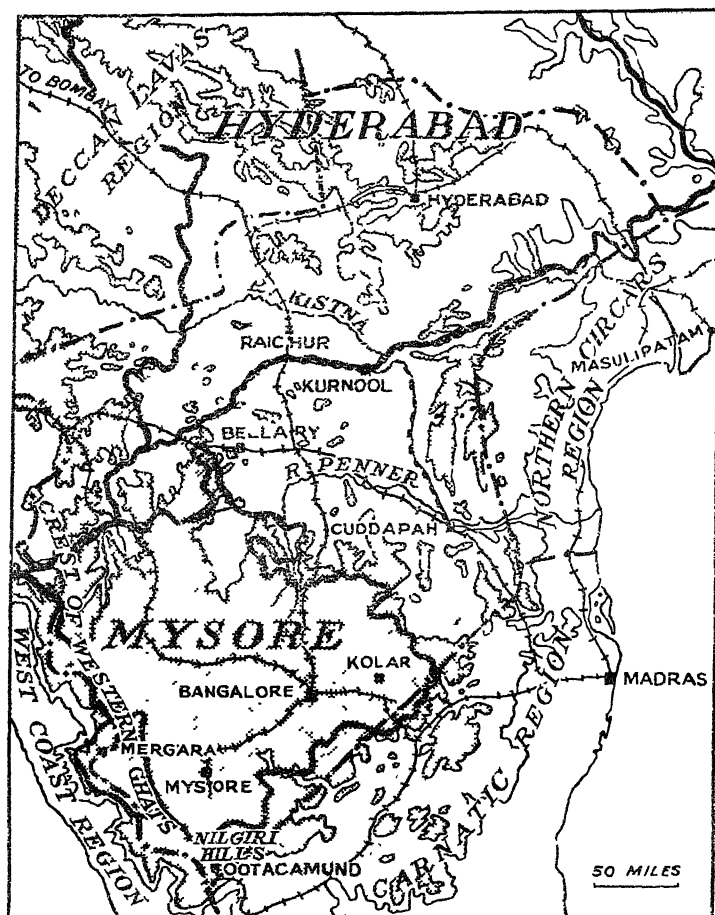 TO BOMBAY
DECCAN LAVAS
REGION
HYDERABAD
HYDERABAD
KISTNA
RAICHUR
KURNOOL
MASULIPATAM
NORTHERN CIRCARS
REGION
BELLARY
R. PENNER
CUDDAPAH
CREST OF WESTERN GHATS
WEST COAST REGION
MYSORE
KOLAR
BANGALORE
MADRAS
MERCARA
MYSORE
NILGIRI
HILLS
OOTACAMUND
CARNATIC REGION
50 MILES